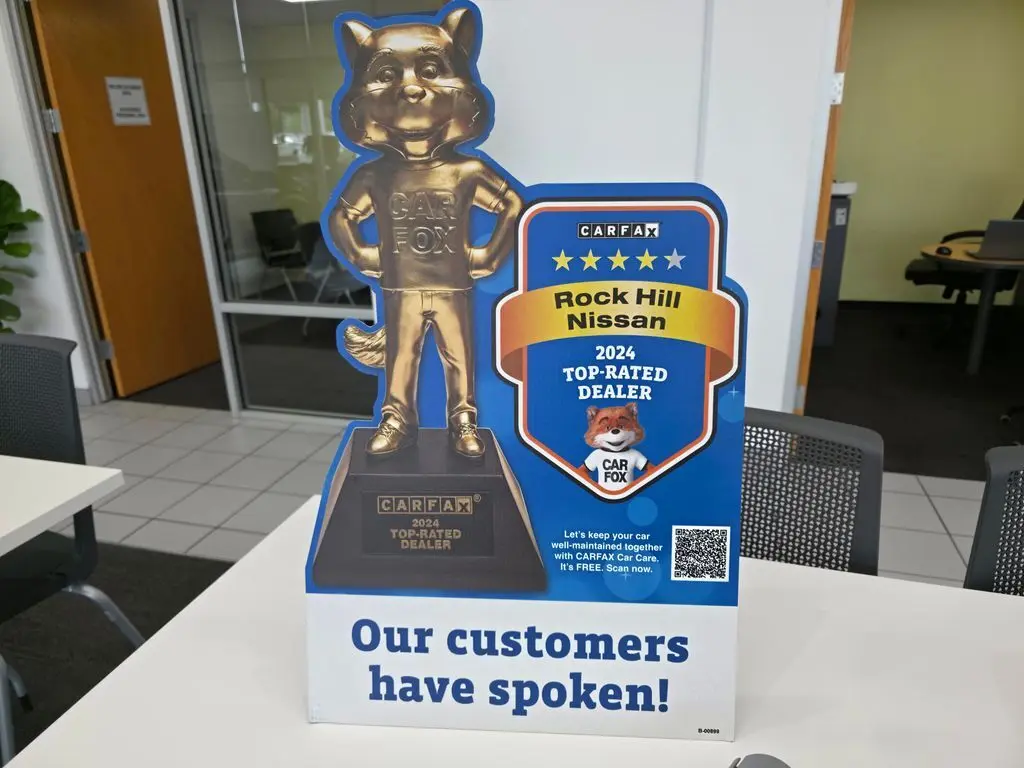 CAR
FOX
CARFAX
Rock Hill
Nissan
2024
TOP-RATED
DEALER
CAR
FOX
CARFAX®
2024
TOP-RATED
DEALER
Let's keep your car
well-maintained together
with CARFAX Car Care.
It's FREE. Scan now.
Our customers
have spoken!
B-00899